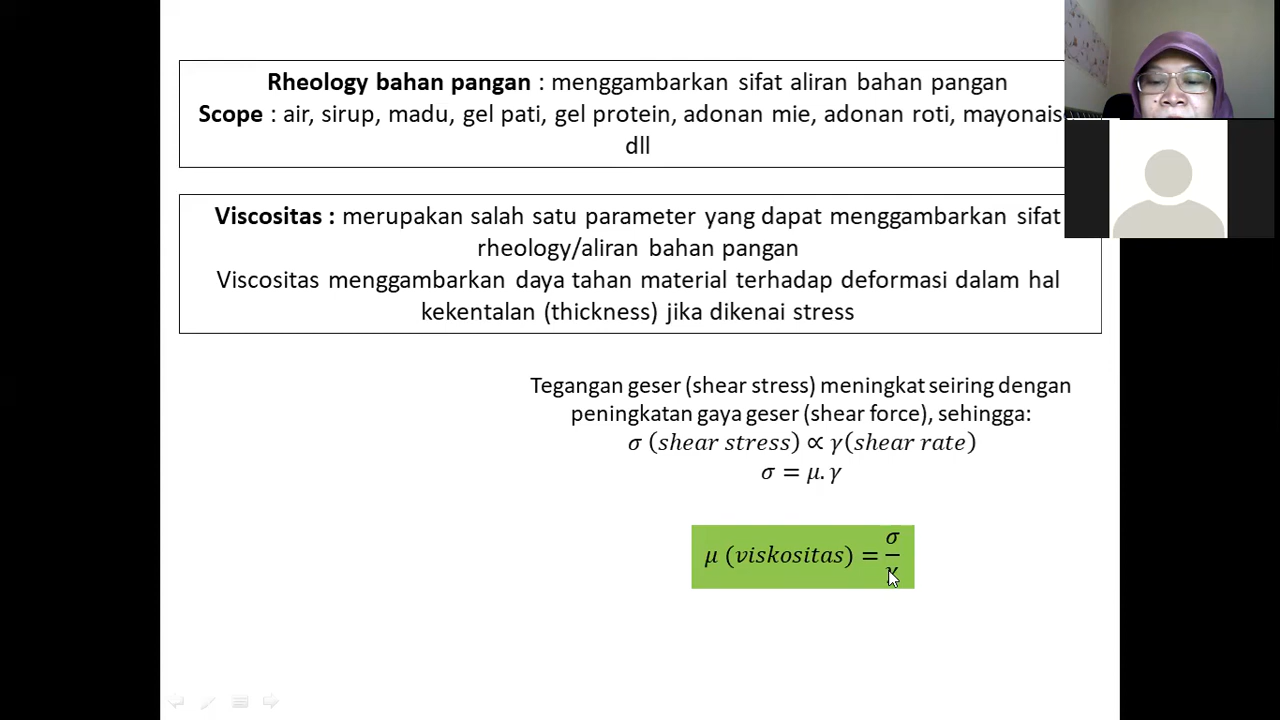 Rheology bahan pangan : menggambarkan sifat aliran bahan pangan
Scope : air, sirup, madu, gel pati, gel protein, adonan mie, adonan roti, mayonais
dll
Viscositas : merupakan salah satu parameter yang dapat menggambarkan sifat
rheology/aliran bahan pangan
Viscositas menggambarkan daya tahan material terhadap deformasi dalam hal
kekentalan (thickness) jika dikenai stress
Tegangan geser (shear stress) meningkat seiring dengan
peningkatan gaya geser (shear force), sehingga:
σ (shear stress) ∝ γ(shear rate)
σ = μ. γ
μ (viskositas) = σ/γ